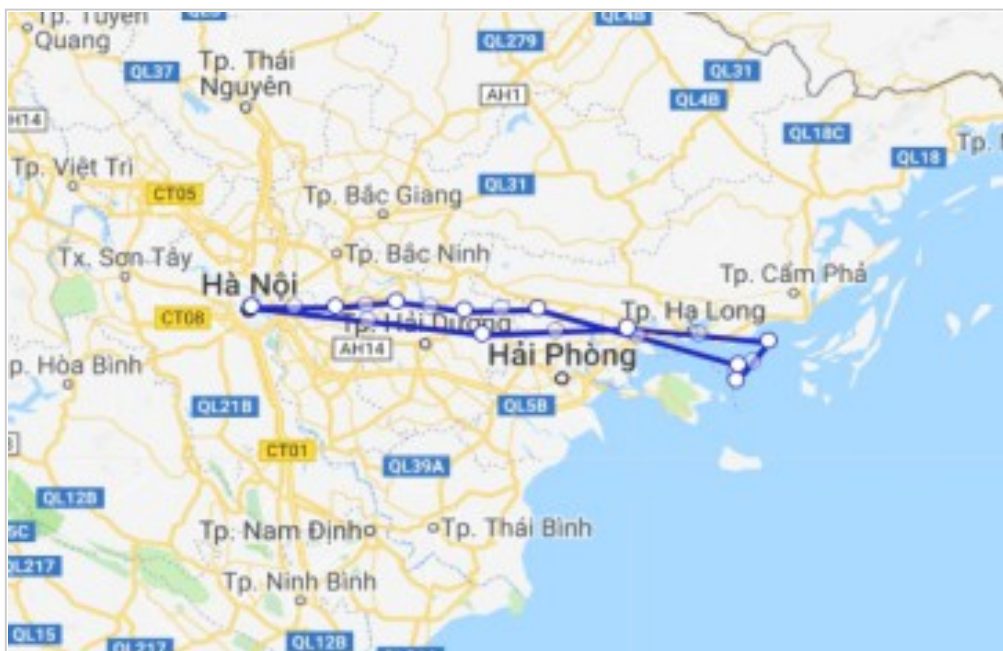 Tp. Tuyên
Quang
QL3
QL4B
QL279
QL37
Tp. Thái
Nguyên
QL31
AH1
QL4B
AH14
QL18C
Tp.
QL18
Tp. Việt Trì
CT05
QL31
Tp. Bắc Giang
Tx. Sơn Tây
Tp. Bắc Ninh
Tp. Cẩm Phả
Hà Nội
CT08
Tp. Hạ Long
Tp. Hải Dương
AH14
Hải Phòng
p. Hòa Bình
QL21B
QL5B
CT01
QL39A
QL12B
Tp. Nam Định
Tp. Thái Bình
QL217
Tp. Ninh Bình
QL15
QL217
QL12B